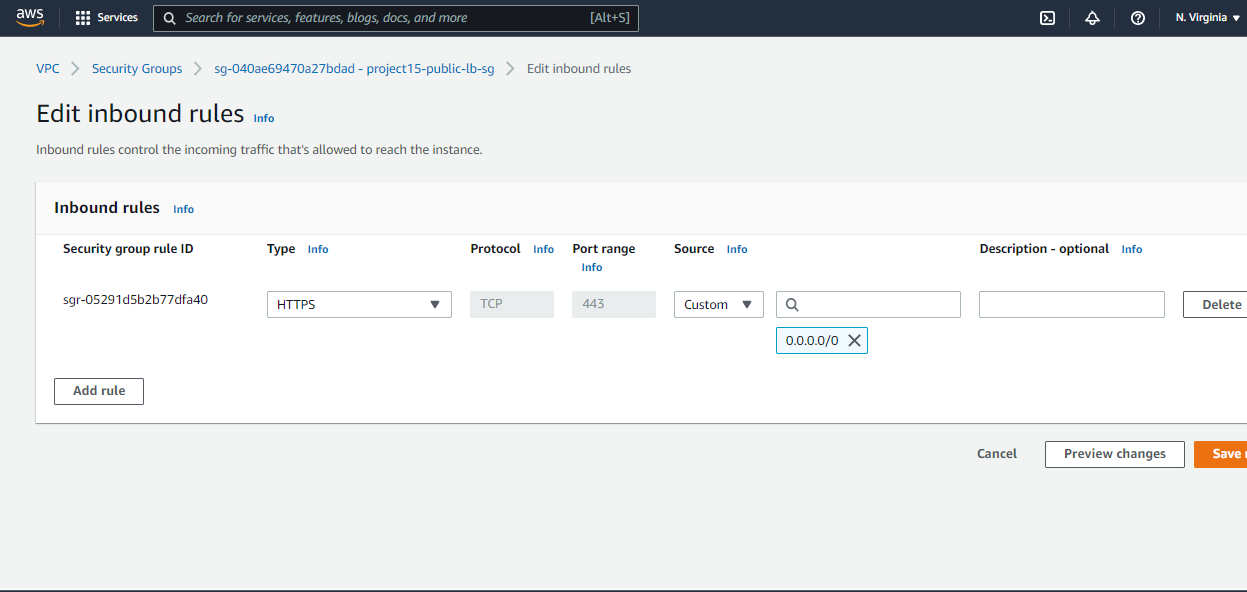 aws Services Search for services, features, blogs, docs, and more [Alt+S] N. Virginia
VPC Security Groups sg-040ae69470a27bdad - project15-public-lb-sg Edit inbound rules
Edit inbound rules Info
Inbound rules control the incoming traffic that's allowed to reach the instance.
Inbound rules Info
Security group rule ID Type Info Protocol Info Port range Source Info Description - optional Info
Info
sgr-05291d5b2b77dfa40 HTTPS TCP 443 Custom Delete
0.0.0.0/0
Add rule
Cancel Preview changes Save